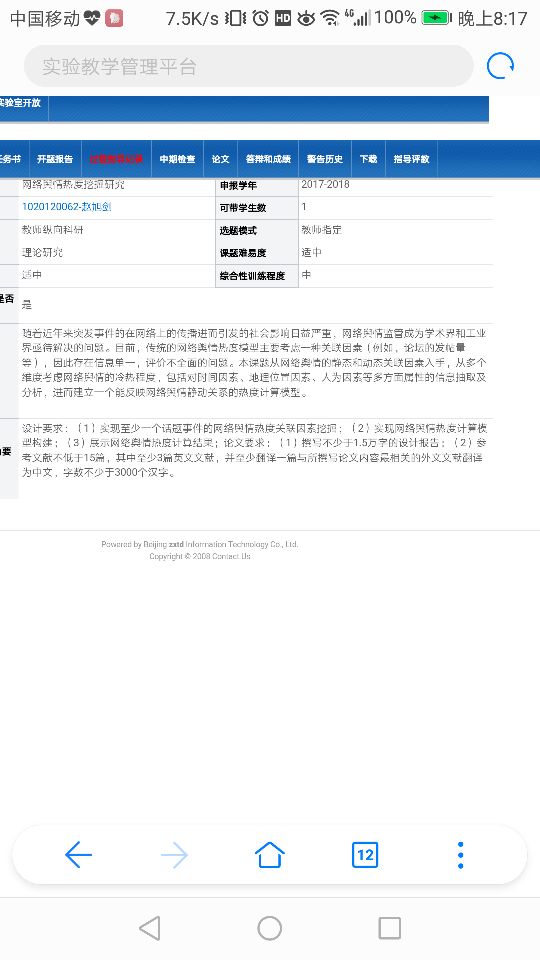 中国移动 7.5K/s HD 4G 100% 晚上8:17
实验教学管理平台
实验室开放
务书 开题报告 中期检查 论文 答辩和成绩 警告历史 下载 指导评教
网络舆情热度挖掘研究 申报学年 2017-2018
1020120062-赵旭剑 可带学生数 1
教师纵向科研 选题模式 教师指定
理论研究 课题难易度 适中
适中 综合性训练程度 中
是否 是
随着近年来突发事件的在网络上的传播进而引发的社会影响日益严重，网络舆情监管成为学术界和工业
界亟待解决的问题。目前，传统的网络舆情热度模型主要考虑一种关联因素（例如，论坛的发帖量
等），因此存在信息单一，评价不全面的问题。本课题从网络舆情的静态和动态关联因素入手，从多个
维度考虑网络舆情的冷热程度，包括对时间因素、地理位置因素、人为因素等多方面属性的信息抽取及
分析，进而建立一个能反映网络舆情静动关系的热度计算模型。
设计要求：（1）实现至少一个话题事件的网络舆情热度关联因素挖掘；（2）实现网络舆情热度计算模
型构建；（3）展示网络舆情热度计算结果；论文要求：（1）撰写不少于1.5万字的设计报告；（2）参
要 考文献不低于15篇，其中至少3篇英文文献，并至少翻译一篇与所撰写论文内容最相关的外文文献翻译
为中文，字数不少于3000个汉字。
Powered by Beijing zxtd Information Technology Co., Ltd.
Copyright © 2008 Contact Us
12